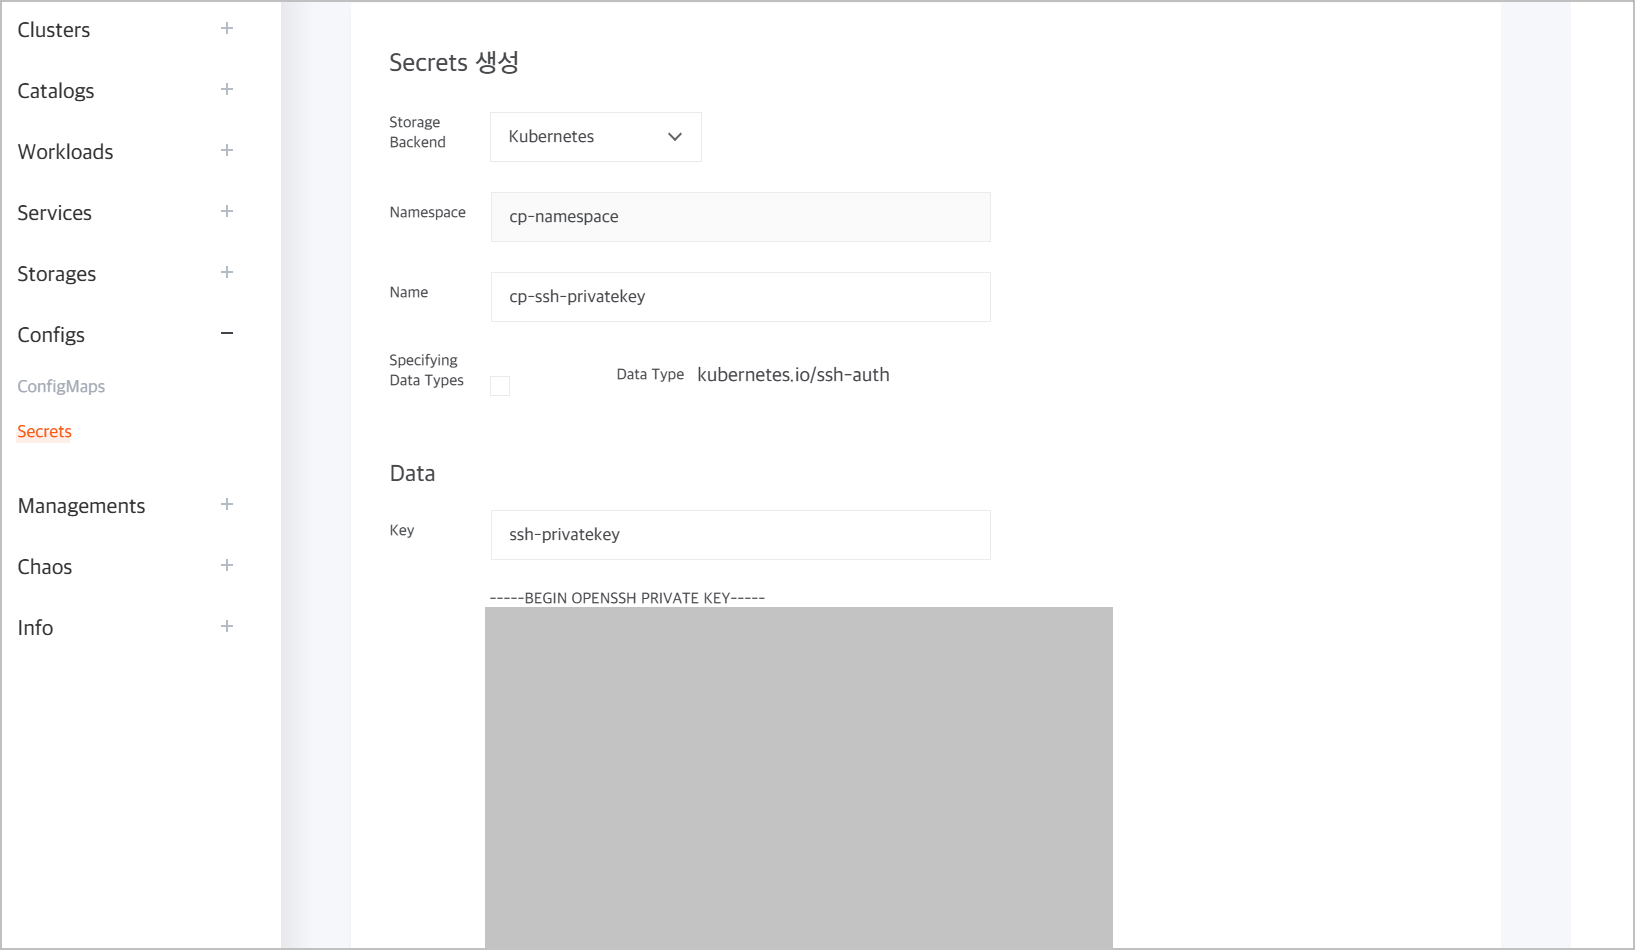 Clusters
Catalogs
Workloads
Services
Storages
Configs
ConfigMaps
Secrets
Managements
Chaos
Info
Secrets 생성
Storage
Backend
Kubernetes
Namespace
cp-namespace
Name
cp-ssh-privatekey
Specifying
Data Types
Data Type kubernetes.io/ssh-auth
Data
Key
ssh-privatekey
-----BEGIN OPENSSH PRIVATE KEY-----